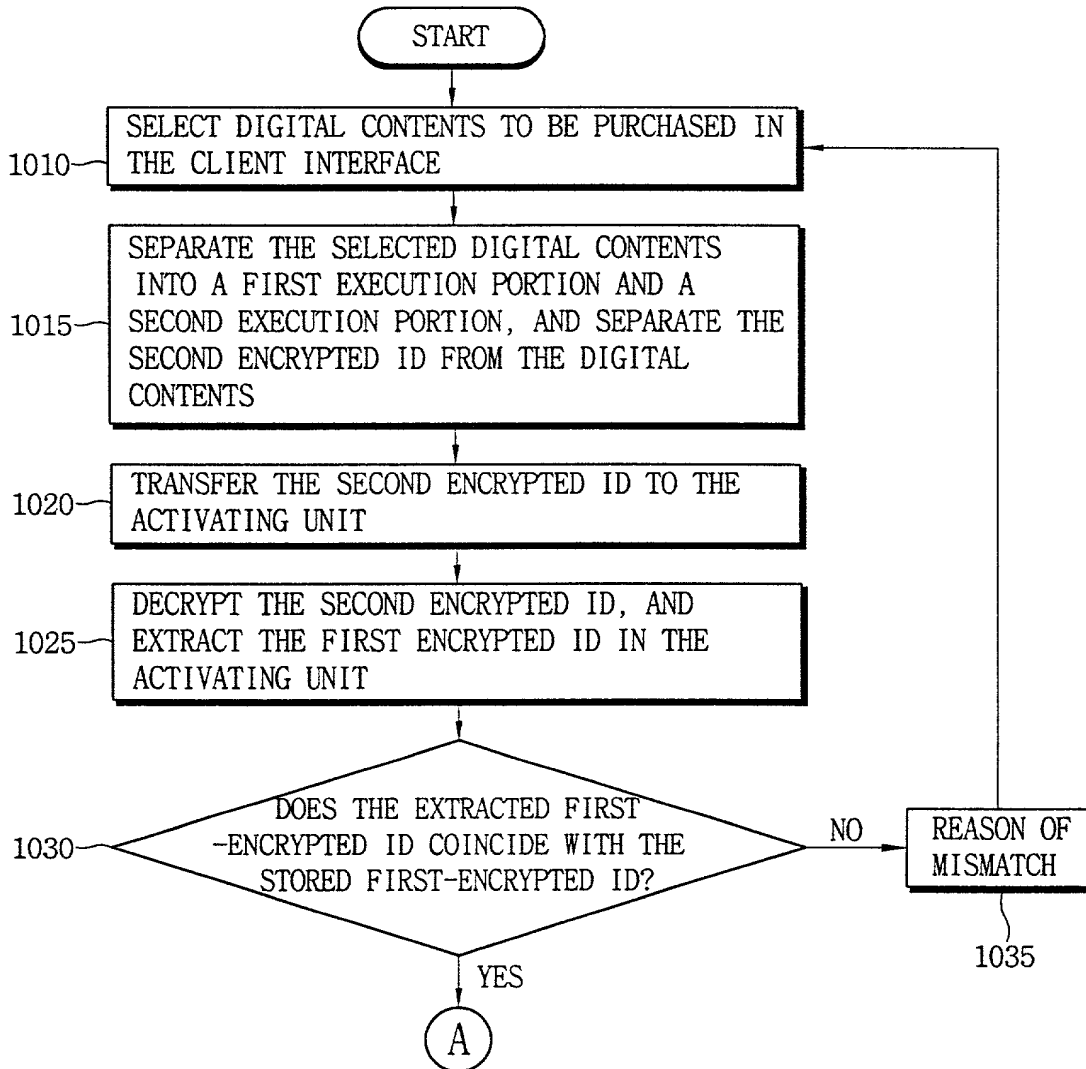 START
SELECT DIGITAL CONTENTS TO BE PURCHASED IN
THE CLIENT INTERFACE
1010
SEPARATE THE SELECTED DIGITAL CONTENTS
INTO A FIRST EXECUTION PORTION AND A
SECOND EXECUTION PORTION, AND SEPARATE THE
SECOND ENCRYPTED ID FROM THE DIGITAL
CONTENTS
1015
TRANSFER THE SECOND ENCRYPTED ID TO THE
ACTIVATING UNIT
1020
DECRYPT THE SECOND ENCRYPTED ID, AND
EXTRACT THE FIRST ENCRYPTED ID IN THE
ACTIVATING UNIT
1025
DOES THE EXTRACTED FIRST
-ENCRYPTED ID COINCIDE WITH THE
STORED FIRST-ENCRYPTED ID?
1030
NO
REASON OF
MISMATCH
1035
YES
A